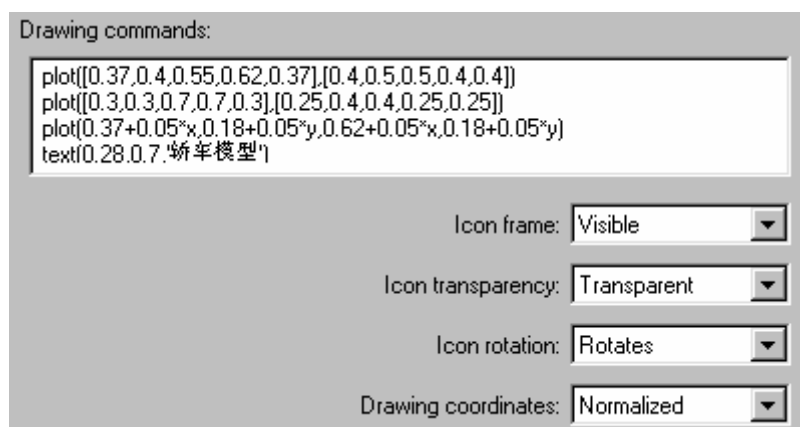 Drawing commands:
plot([0.37,0.4,0.55,0.62,0.37],[0.4,0.5,0.5,0.4,0.4])
plot([0.3,0.3,0.7,0.7,0.3],[0.25,0.4,0.4,0.25,0.25])
plot(0.37+0.05*x,0.18+0.05*y,0.62+0.05*x,0.18+0.05*y)
text(0.28,0.7,'轿车模型')
Icon frame: Visible
Icon transparency: Transparent
Icon rotation: Rotates
Drawing coordinates: Normalized